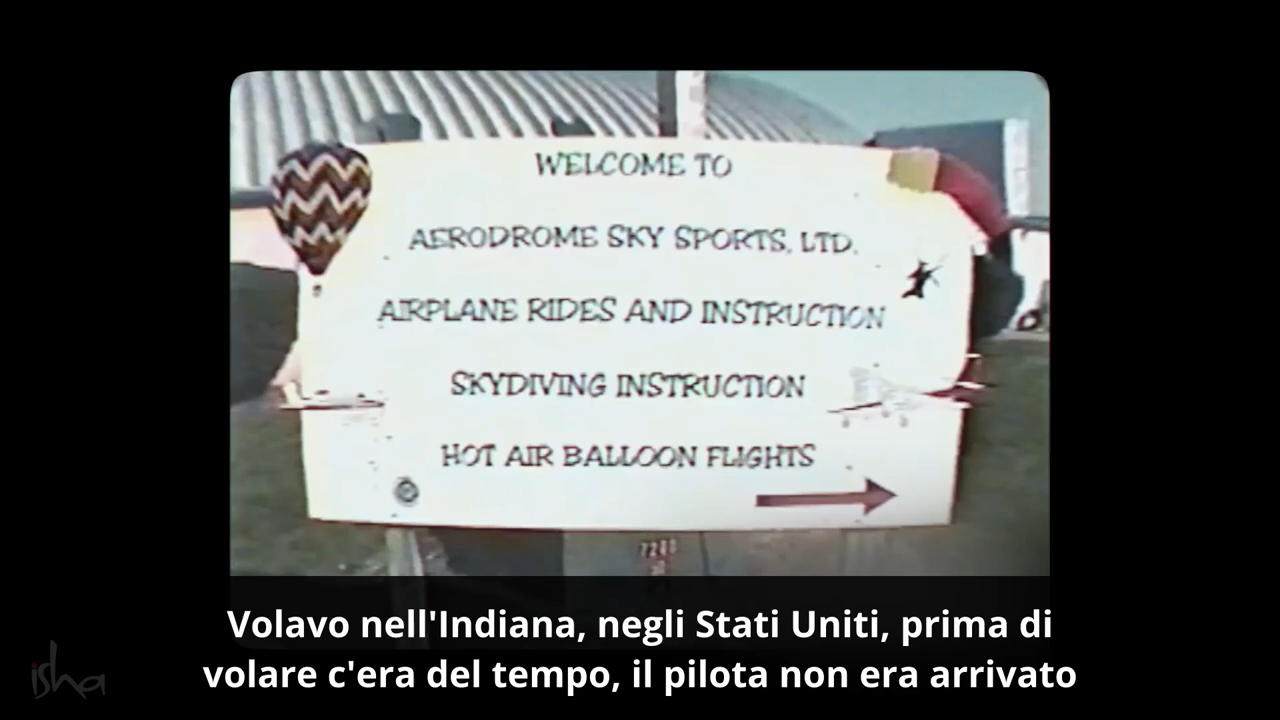 WELCOME TO
AERODROME SKY SPORTS, LTD.
AIRPLANE RIDES AND INSTRUCTION
SKYDIVING INSTRUCTION
HOT AIR BALLOON FLIGHTS
Volavo nell'Indiana, negli Stati Uniti, prima di
volare c'era del tempo, il pilota non era arrivato
isha